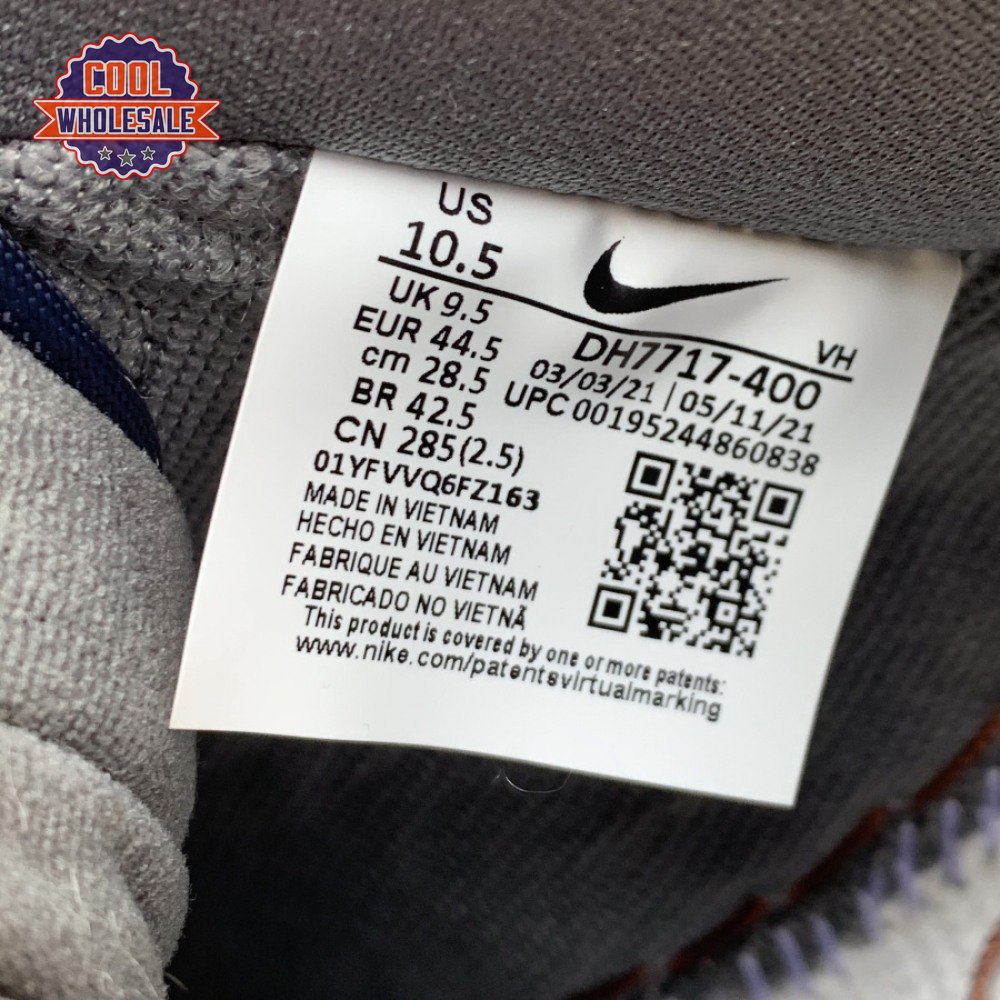 COOL
WHOLESALE
US
10.5
UK 9.5
EUR 44.5
cm 28.5
BR 42.5
CN 285(2.5)
01YFVVQ6FZ163
MADE IN VIETNAM
HECHO EN VIETNAM
FABRIQUE AU VIETNAM
FABRICADO NO VIETNÃ
This product is covered by one or more patents:
www.nike.com/patentsvirtualmarking
VH
DH7717-400
03/03/21 | 05/11/21
UPC 00195244860838